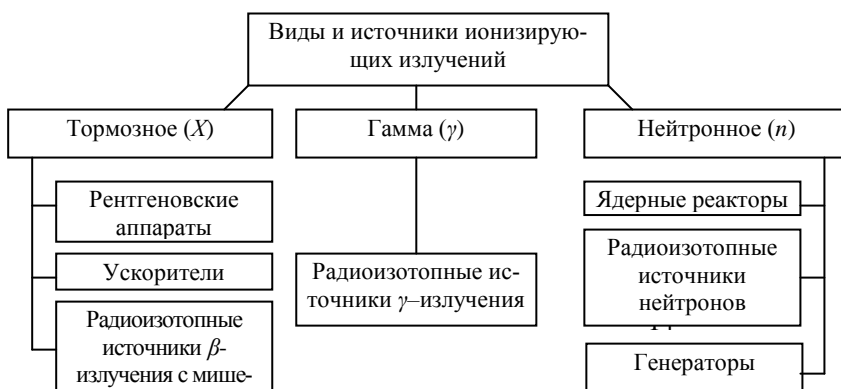 Виды и источники ионизирую-
щих излучений
Тормозное (X)
Гамма (γ)
Нейтронное (n)
Рентгеновские
аппараты
Ускорители
Радиоизотопные
источники β-
излучения с мише-
Радиоизотопные ис-
точники γ–излучения
Ядерные реакторы
Радиоизотопные
источники
нейтронов
Генераторы